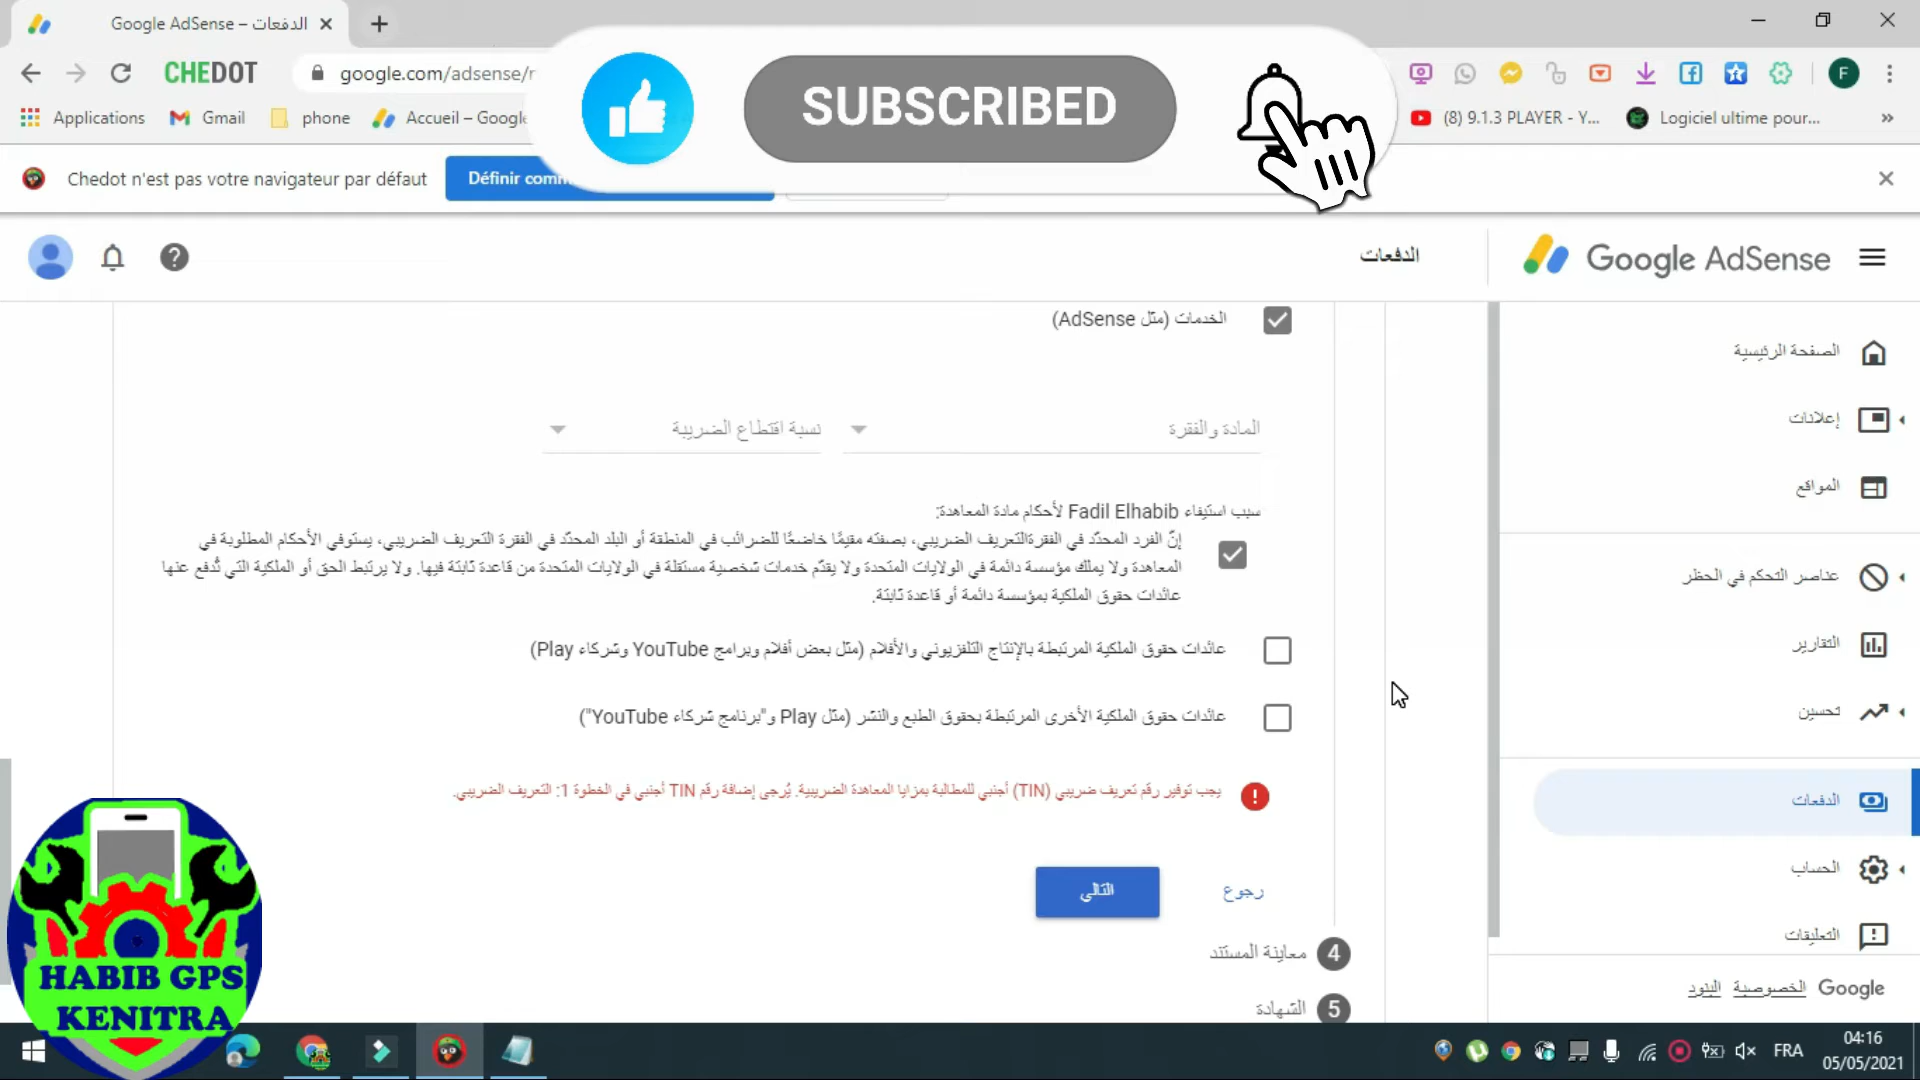 Google AdSense – الدفعات
CHEDOT
google.com/adsense/
SUBSCRIBED
F
Applications
Gmail
phone
Accueil – Google
(8) 9.1.3 PLAYER - Y...
Logiciel ultime pour...
»
Chedot n'est pas votre navigateur par défaut
Définir comm
الدفعات
Google AdSense
الخدمات (مثل AdSense)
المادة والفقرة
نسبة اقتطاع الضريبة
سبب استيفاء Fadil Elhabib لأحكام مادة المعاهدة:
إنّ الفرد المحدّد في الفقرةالتعريف الضريبي، بصفته مقيمًا خاضعًا للضرائب في المنطقة أو البلد المحدّد في الفقرة التعريف الضريبي، يستوفي الأحكام المطلوبة في
المعاهدة ولا يملك مؤسسة دائمة في الولايات المتحدة ولا يقدّم خدمات شخصية مستقلة في الولايات المتحدة من قاعدة ثابتة فيها. ولا يرتبط الحق أو الملكية التي تُدفع عنها
عائدات حقوق الملكية بمؤسسة دائمة أو قاعدة ثابتة.
عائدات حقوق الملكية المرتبطة بالإنتاج التلفزيوني والأفلام (مثل بعض أفلام وبرامج YouTube وشركاء Play)
عائدات حقوق الملكية الأخرى المرتبطة بحقوق الطبع والنشر (مثل Play و"برنامج شركاء YouTube")
يجب توفير رقم تعريف ضريبي (TIN) أجنبي للمطالبة بمزايا المعاهدة الضريبية. يُرجى إضافة رقم TIN أجنبي في الخطوة 1: التعريف الضريبي.
رجوع
التالي
4 معاينة المستند
5 الشهادة
الصفحة الرئيسية
إعلانات
المواقع
عناصر التحكم في الحظر
التقارير
تحسين
الدفعات
الحساب
التعليقات
Google الخصوصية البنود
HABIB GPS
KENITRA
FRA
04:16
05/05/2021